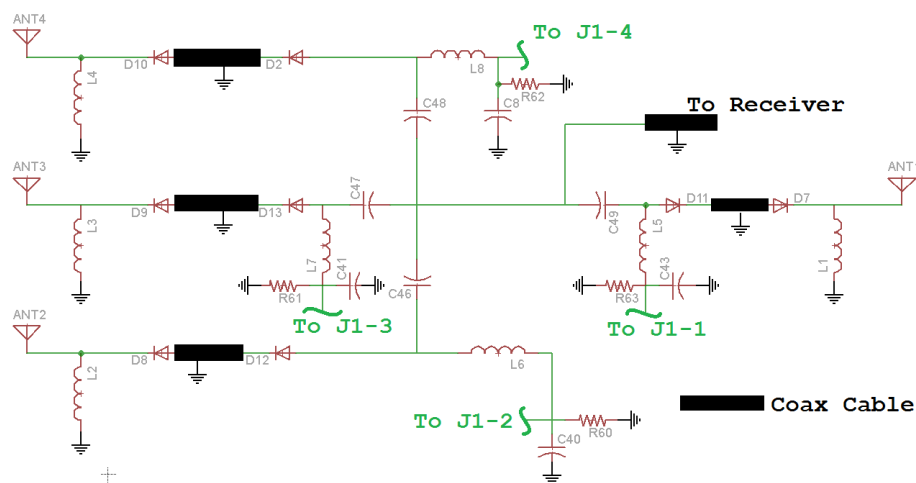 ANT4
To J1-4
L4
D10
D2
L8
R62
C48
C8
To Receiver
ANT3
ANT
L3
D9
D13
C47
C49
D11
D7
L7
C41
L5
C43
L1
R61
C46
R63
To J1-3
To J1-1
ANT2
L2
D8
D12
L6
Coax Cable
To J1-2
R60
C40